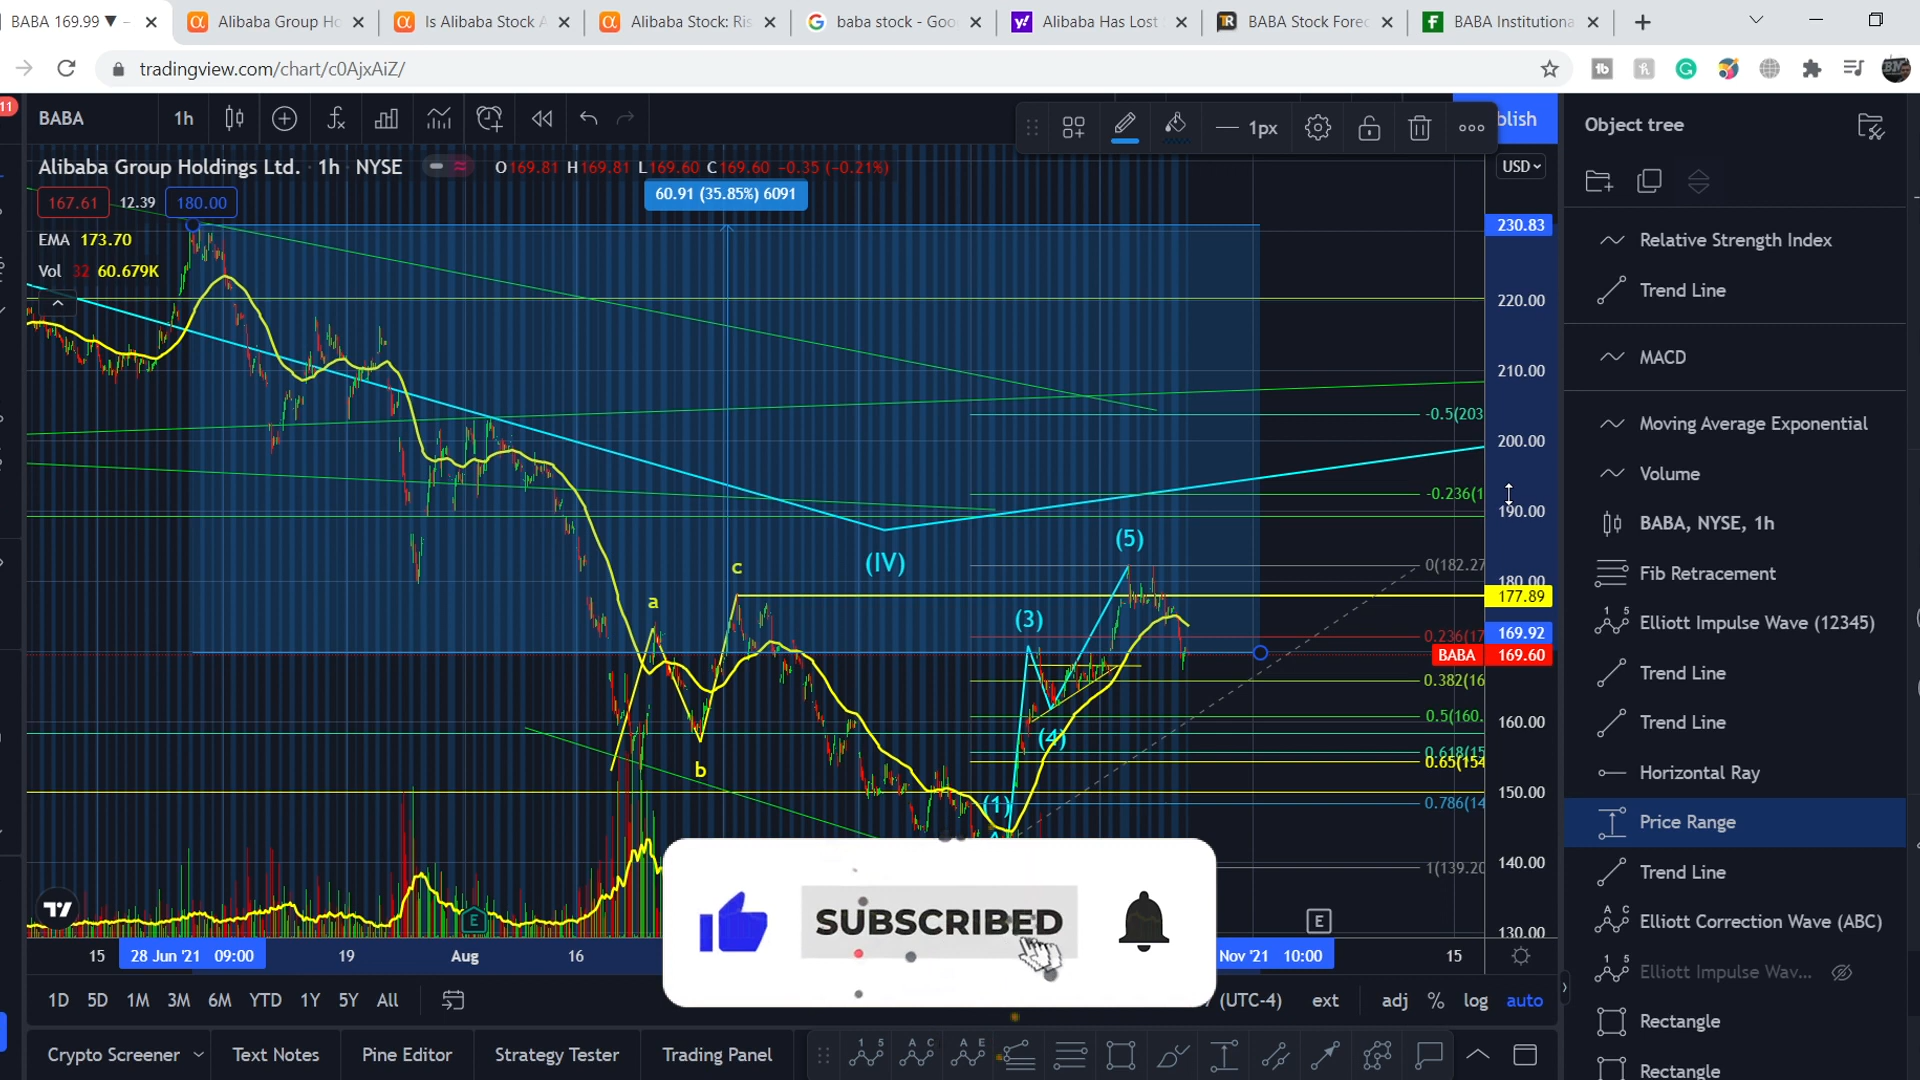 BABA 169.99 ▼ −
Alibaba Group Ho
Is Alibaba Stock A
Alibaba Stock: Ris
baba stock - Goo
Alibaba Has Lost
BABA Stock Forec
BABA Institutiona
tradingview.com/chart/c0AjxAiZ/
11
BABA
1h
1px
blish
Alibaba Group Holdings Ltd. · 1h · NYSE
O169.81 H169.81 L169.60 C169.60 −0.35 (−0.21%)
USD
167.61 12.39 180.00
60.91 (35.85%) 6091
EMA 173.70
Vol 32 60.679K
230.83
220.00
210.00
-0.5(203
200.00
-0.236(1
190.00
(5)
(IV)
c
0(182.27
180.00
177.89
a
(3)
0.236(17
169.92
BABA 169.60
0.382(16
0.5(160.
160.00
(4)
0.618(15
0.65(154
b
150.00
(1)
0.786(14
140.00
1(139.20
130.00
E
E
SUBSCRIBED
15
28 Jun '21 09:00
19
Aug
16
Nov '21 10:00
15
1D 5D 1M 3M 6M YTD 1Y 5Y All
(UTC-4) ext adj % log auto
Crypto Screener
Text Notes
Pine Editor
Strategy Tester
Trading Panel
Object tree
Relative Strength Index
Trend Line
MACD
Moving Average Exponential
Volume
BABA, NYSE, 1h
Fib Retracement
Elliott Impulse Wave (12345)
Trend Line
Trend Line
Horizontal Ray
Price Range
Trend Line
Elliott Correction Wave (ABC)
Elliott Impulse Wav...
Rectangle
Rectangle